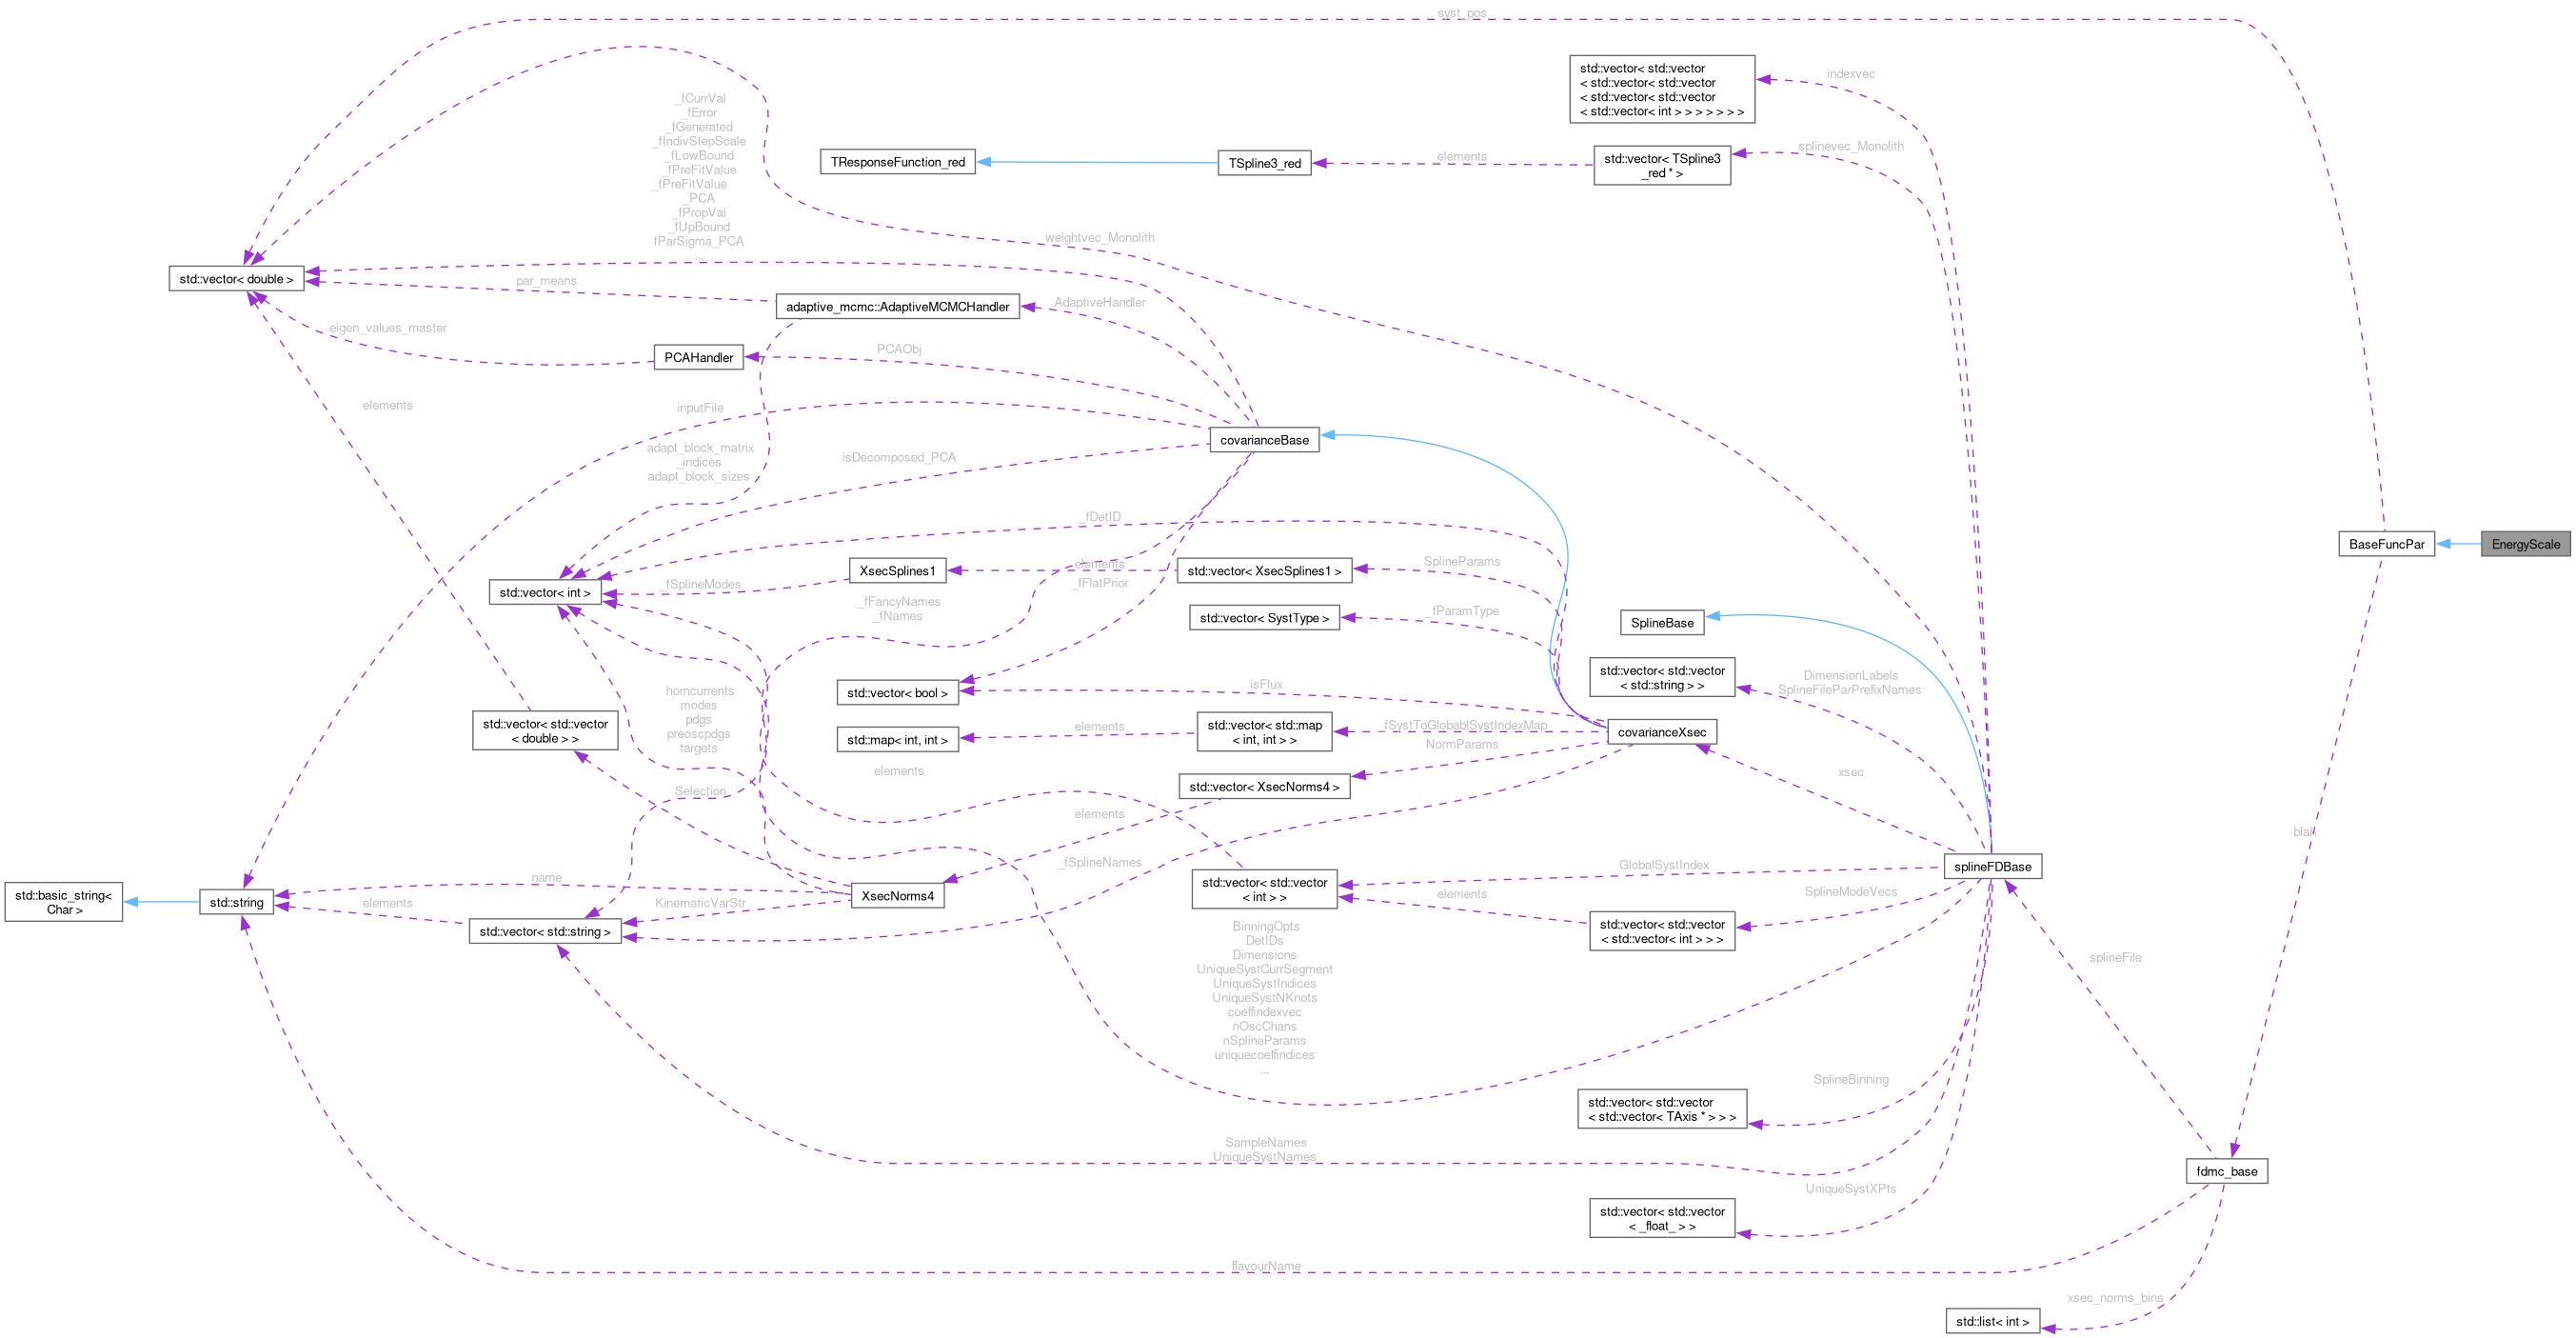 syst_pos
std::vector< std::vector
< std::vector< std::vector
< std::vector< std::vector
< std::vector< int > > > > > > >
indexvec
_fCurrVal
_fError
_fGenerated
_fIndivStepScale
_fLowBound
_fPreFitValue
_fPreFitValue
_PCA
_fPropVal
_fUpBound
fParSigma_PCA
...
TResponseFunction_red
TSpline3_red
elements
std::vector< TSpline3
_red * >
splinevec_Monolith
weightvec_Monolith
std::vector< double >
par_means
adaptive_mcmc::AdaptiveMCMCHandler
AdaptiveHandler
eigen_values_master
PCAHandler
PCAObj
elements
inputFile
adapt_block_matrix
_indices
adapt_block_sizes
isDecomposed_PCA
covarianceBase
_fDetID
BaseFuncPar
EnergyScale
std::vector< int >
_fSplineModes
XsecSplines1
elements
_fFlatPrior
std::vector< XsecSplines1 >
SplineParams
_fFancyNames
_fNames
std::vector< SystType >
_fParamType
SplineBase
std::vector< std::vector
< std::string > >
DimensionLabels
SplineFileParPrefixNames
std::vector< bool >
isFlux
horncurrents
modes
pdgs
preoscpdgs
targets
std::vector< std::vector
< double > >
std::map< int, int >
elements
std::vector< std::map
< int, int > >
_fSystToGlobablSystIndexMap
covarianceXsec
NormParams
elements
Selection
std::vector< XsecNorms4 >
elements
xsec
blah
_fSplineNames
std::basic_string<
Char >
std::string
name
elements
KinematicVarStr
XsecNorms4
std::vector< std::string >
std::vector< std::vector
< int > >
GlobalSystIndex
elements
SplineModeVecs
std::vector< std::vector
< std::vector< int > > >
splineFDBase
splineFile
BinningOpts
DetIDs
Dimensions
UniqueSystCurrSegment
UniqueSystIndices
UniqueSystNKnots
coeffindexvec
nOscChans
nSplineParams
uniquecoeffindices
...
std::vector< std::vector
< std::vector< TAxis * > > >
SplineBinning
SampleNames
UniqueSystNames
std::vector< std::vector
< _float_ > >
UniqueSystXPts
fdmc_base
flavourName
xsec_norms_bins
std::list< int >